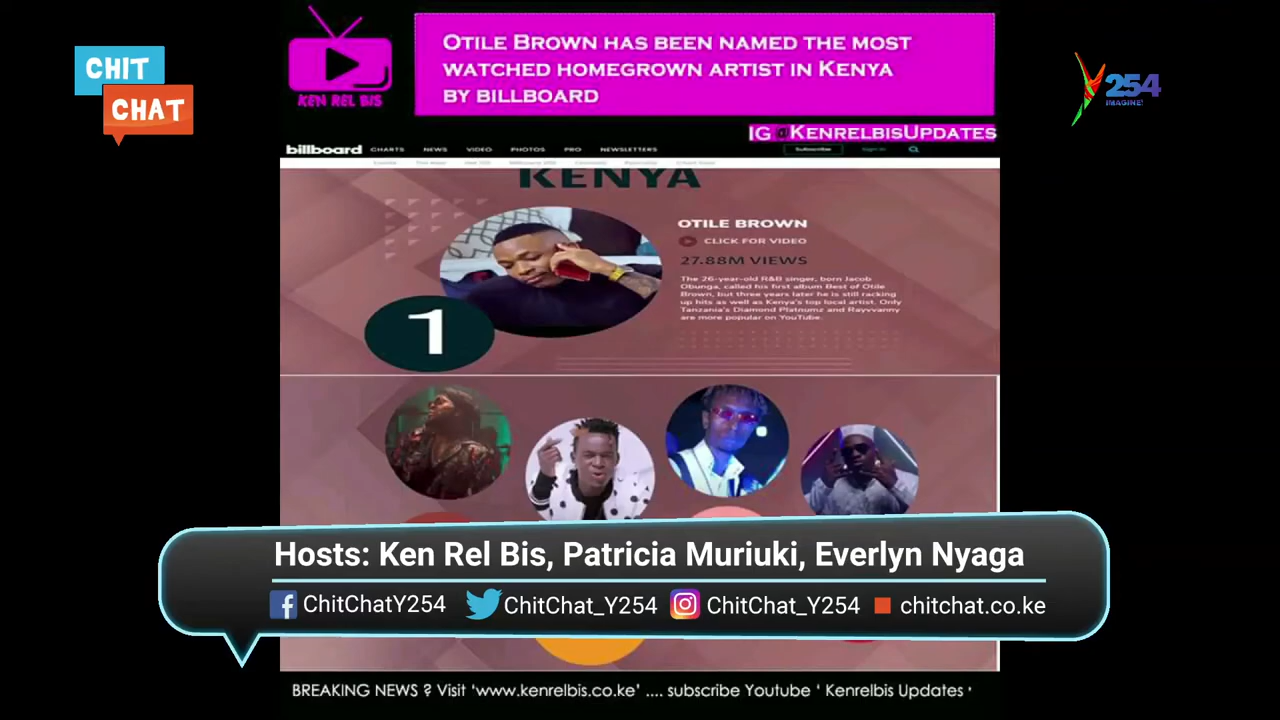 CHIT
CHAT
KEN REL BIS
OTILE BROWN HAS BEEN NAMED THE MOST
WATCHED HOMEGROWN ARTIST IN KENYA
BY BILLBOARD
Y254
IMAGINE!
IG @KENRELBISUPDATES
billboard CHARTS NEWS VIDEO PHOTOS PRO NEWSLETTERS Subscribe Sign In
KENYA
OTILE BROWN
CLICK FOR VIDEO
27.88M VIEWS
The 26-year-old R&B singer, born Jacob
Obunga, called his first album Best of Otile
Brown, but three years later he is still racking
up hits as well as Kenya's top local artist. Only
Tanzania's Diamond Platnumz and Rayvvanny
are more popular on YouTube.
1
Hosts: Ken Rel Bis, Patricia Muriuki, Everlyn Nyaga
ChitChatY254 ChitChat_Y254 ChitChat_Y254 chitchat.co.ke
BREAKING NEWS ? Visit 'www.kenrelbis.co.ke' .... subscribe Youtube ' Kenrelbis Updates '